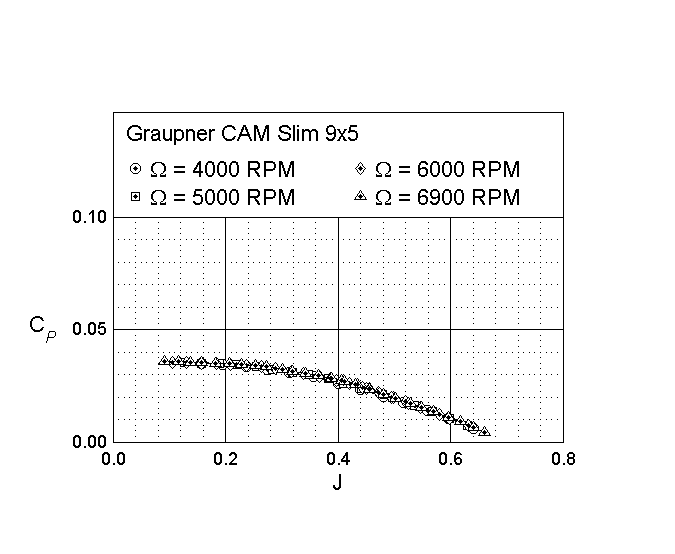 Graupner CAM Slim 9x5
Ω = 4000 RPM
Ω = 6000 RPM
Ω = 5000 RPM
Ω = 6900 RPM
0.10
0.05
0.00
C_P
0.0
0.2
0.4
0.6
0.8
J